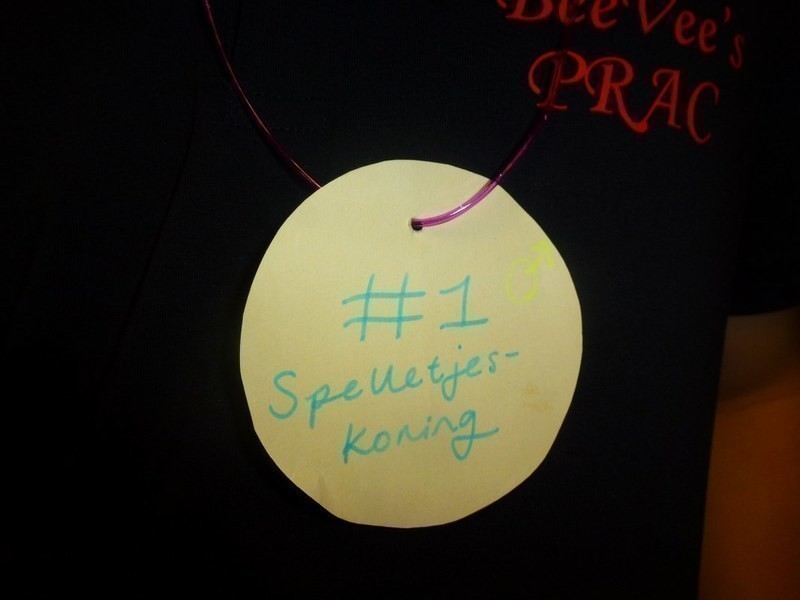 BeeVee's
PRAC
#1
Spelletjes-
koning